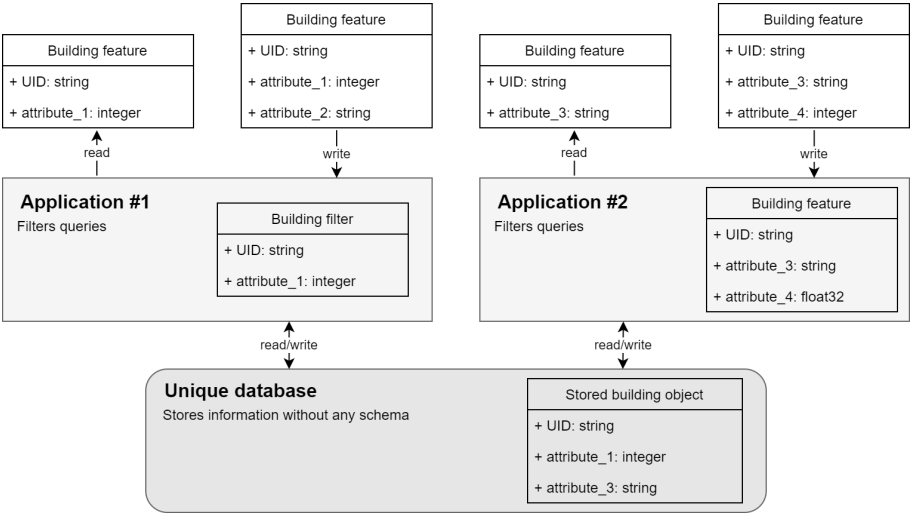 Building feature
+ UID: string
+ attribute_1: integer
Building feature
+ UID: string
+ attribute_1: integer
+ attribute_2: string
Building feature
+ UID: string
+ attribute_3: string
Building feature
+ UID: string
+ attribute_3: string
+ attribute_4: integer
read
write
read
write
Application #1
Filters queries
Building filter
+ UID: string
+ attribute_1: integer
Application #2
Filters queries
Building feature
+ UID: string
+ attribute_3: string
+ attribute_4: float32
read/write
read/write
Unique database
Stores information without any schema
Stored building object
+ UID: string
+ attribute_1: integer
+ attribute_3: string